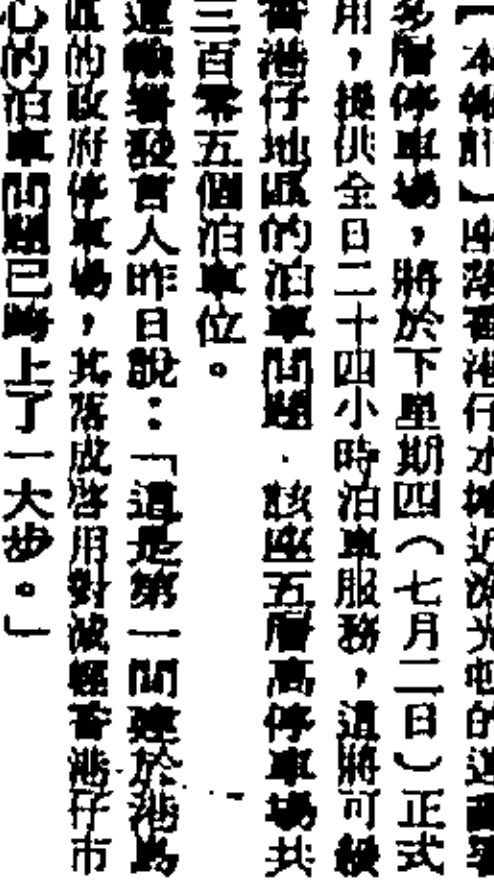 【本報訊】座落香港仔水塘近漁光邨的運輸署
多層停車場，將於下星期四（七月二日）正式
用，提供全日二十四小時泊車服務，這將可緩
香港仔地區的泊車問題．該座五層高停車場共
三百零五個泊車位。
運輸署發言人昨日說：「這是第一間建於港島
區的政府停車場，其落成啓用對減輕香港仔市
心的泊車問題已跨上了一大步。」